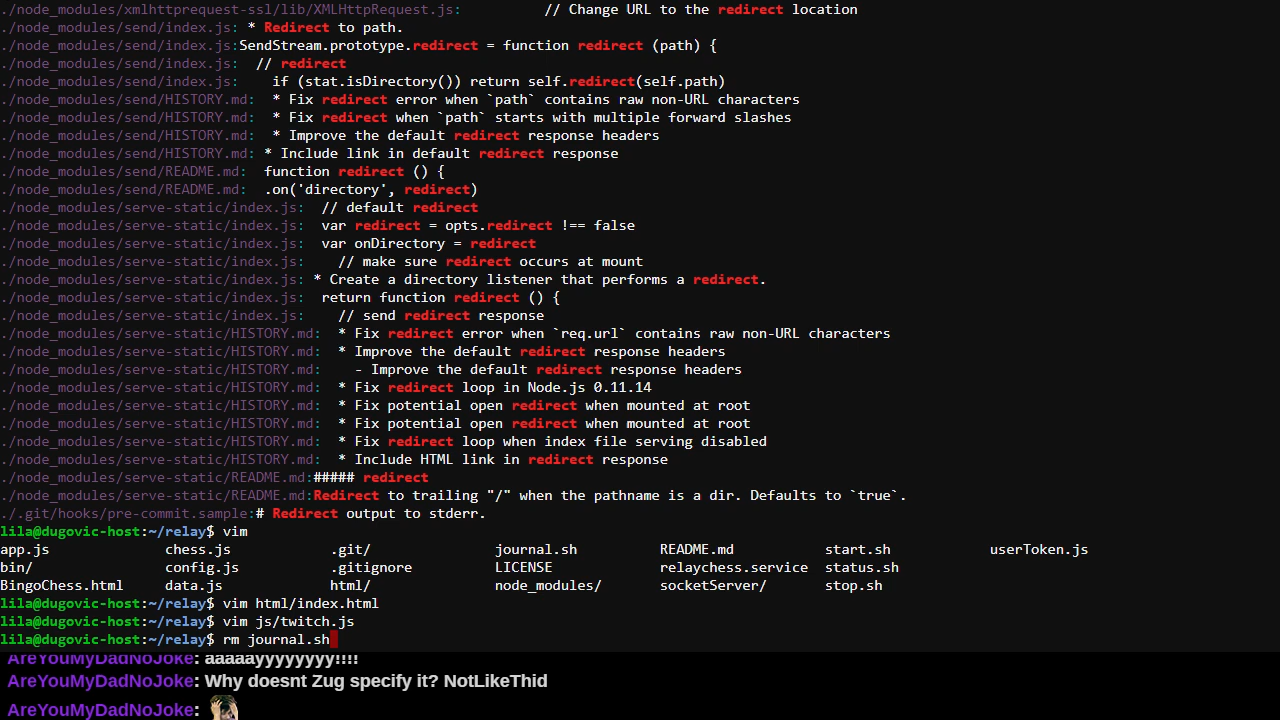 ./node_modules/xmlhttprequest-ssl/lib/XMLHttpRequest.js:          // Change URL to the redirect location
./node_modules/send/index.js: * Redirect to path.
./node_modules/send/index.js:SendStream.prototype.redirect = function redirect (path) {
./node_modules/send/index.js:  // redirect
./node_modules/send/index.js:    if (stat.isDirectory()) return self.redirect(self.path)
./node_modules/send/HISTORY.md:  * Fix redirect error when `path` contains raw non-URL characters
./node_modules/send/HISTORY.md:  * Fix redirect when `path` starts with multiple forward slashes
./node_modules/send/HISTORY.md:  * Improve the default redirect response headers
./node_modules/send/HISTORY.md: * Include link in default redirect response
./node_modules/send/README.md:  function redirect () {
./node_modules/send/README.md:  .on('directory', redirect)
./node_modules/serve-static/index.js:  // default redirect
./node_modules/serve-static/index.js:  var redirect = opts.redirect !== false
./node_modules/serve-static/index.js:  var onDirectory = redirect
./node_modules/serve-static/index.js:    // make sure redirect occurs at mount
./node_modules/serve-static/index.js: * Create a directory listener that performs a redirect.
./node_modules/serve-static/index.js:  return function redirect () {
./node_modules/serve-static/index.js:    // send redirect response
./node_modules/serve-static/HISTORY.md:  * Fix redirect error when `req.url` contains raw non-URL characters
./node_modules/serve-static/HISTORY.md:  * Improve the default redirect response headers
./node_modules/serve-static/HISTORY.md:    - Improve the default redirect response headers
./node_modules/serve-static/HISTORY.md:  * Fix redirect loop in Node.js 0.11.14
./node_modules/serve-static/HISTORY.md:  * Fix potential open redirect when mounted at root
./node_modules/serve-static/HISTORY.md:  * Fix potential open redirect when mounted at root
./node_modules/serve-static/HISTORY.md:  * Fix redirect loop when index file serving disabled
./node_modules/serve-static/HISTORY.md:  * Include HTML link in redirect response
./node_modules/serve-static/README.md:##### redirect
./node_modules/serve-static/README.md:Redirect to trailing "/" when the pathname is a dir. Defaults to `true`.
./.git/hooks/pre-commit.sample:# Redirect output to stderr.
lila@dugovic-host:~/relay$ vim
app.js              chess.js            .git/               journal.sh          README.md           start.sh            userToken.js
bin/                config.js           .gitignore          LICENSE             relaychess.service  status.sh
BingoChess.html     data.js             html/               node_modules/       socketServer/       stop.sh
lila@dugovic-host:~/relay$ vim html/index.html
lila@dugovic-host:~/relay$ vim js/twitch.js
lila@dugovic-host:~/relay$ rm journal.sh
AreYouMyDadNoJoke: aaaaayyyyyyyy!!!!
AreYouMyDadNoJoke: Why doesnt Zug specify it? NotLikeThid
AreYouMyDadNoJoke: